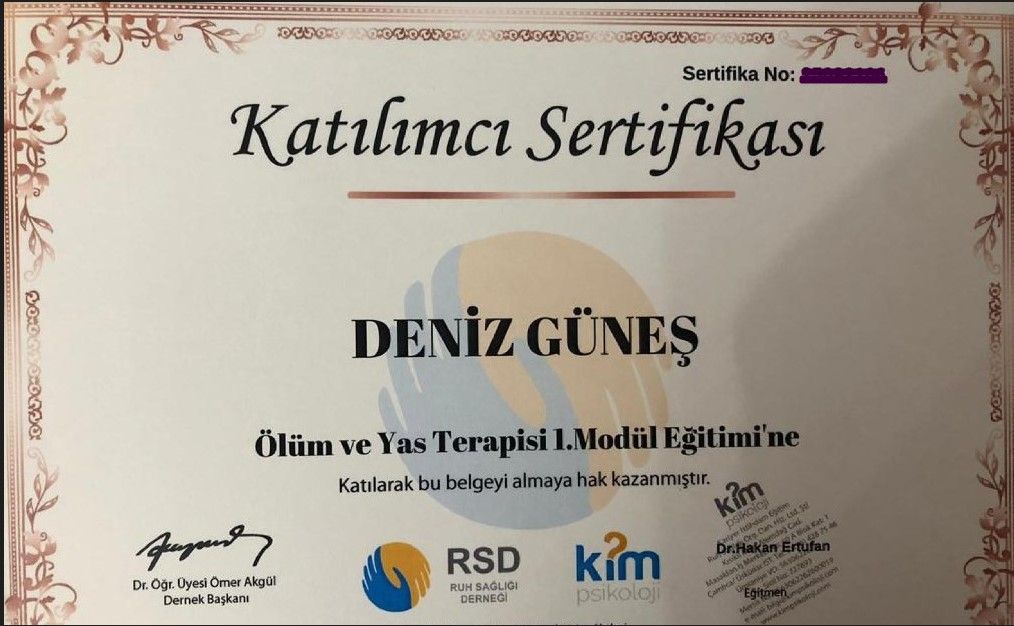 Sertifika No:
Katılımcı Sertifikası
DENİZ GÜNEŞ
Ölüm ve Yas Terapisi 1.Modül Eğitimi'ne
Katılarak bu belgeyi almaya hak kazanmıştır.
Dr. Öğr. Üyesi Ömer Akgül
Dernek Başkanı
RSD
RUH SAĞLIĞI
DERNEĞİ
kim
psikoloji
kim
psikoloji
Dr.Hakan Ertufan
Eğitmen